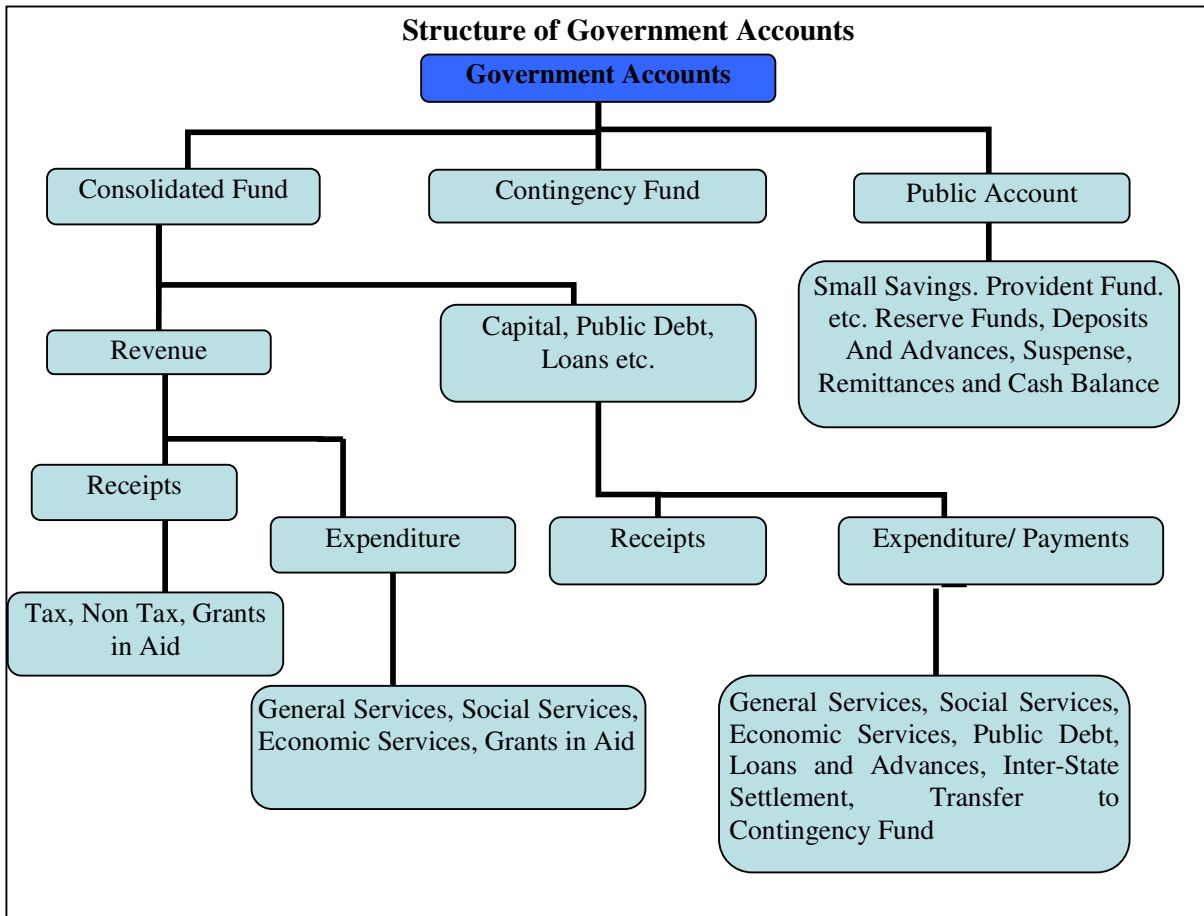 Structure of Government Accounts
Government Accounts
Consolidated Fund
Contingency Fund
Public Account
Small Savings. Provident Fund.
etc. Reserve Funds, Deposits
And Advances, Suspense,
Remittances and Cash Balance
Revenue
Capital, Public Debt,
Loans etc.
Receipts
Expenditure
Receipts
Expenditure/ Payments
Tax, Non Tax, Grants
in Aid
General Services, Social Services,
Economic Services, Grants in Aid
General Services, Social Services,
Economic Services, Public Debt,
Loans and Advances, Inter-State
Settlement, Transfer to
Contingency Fund